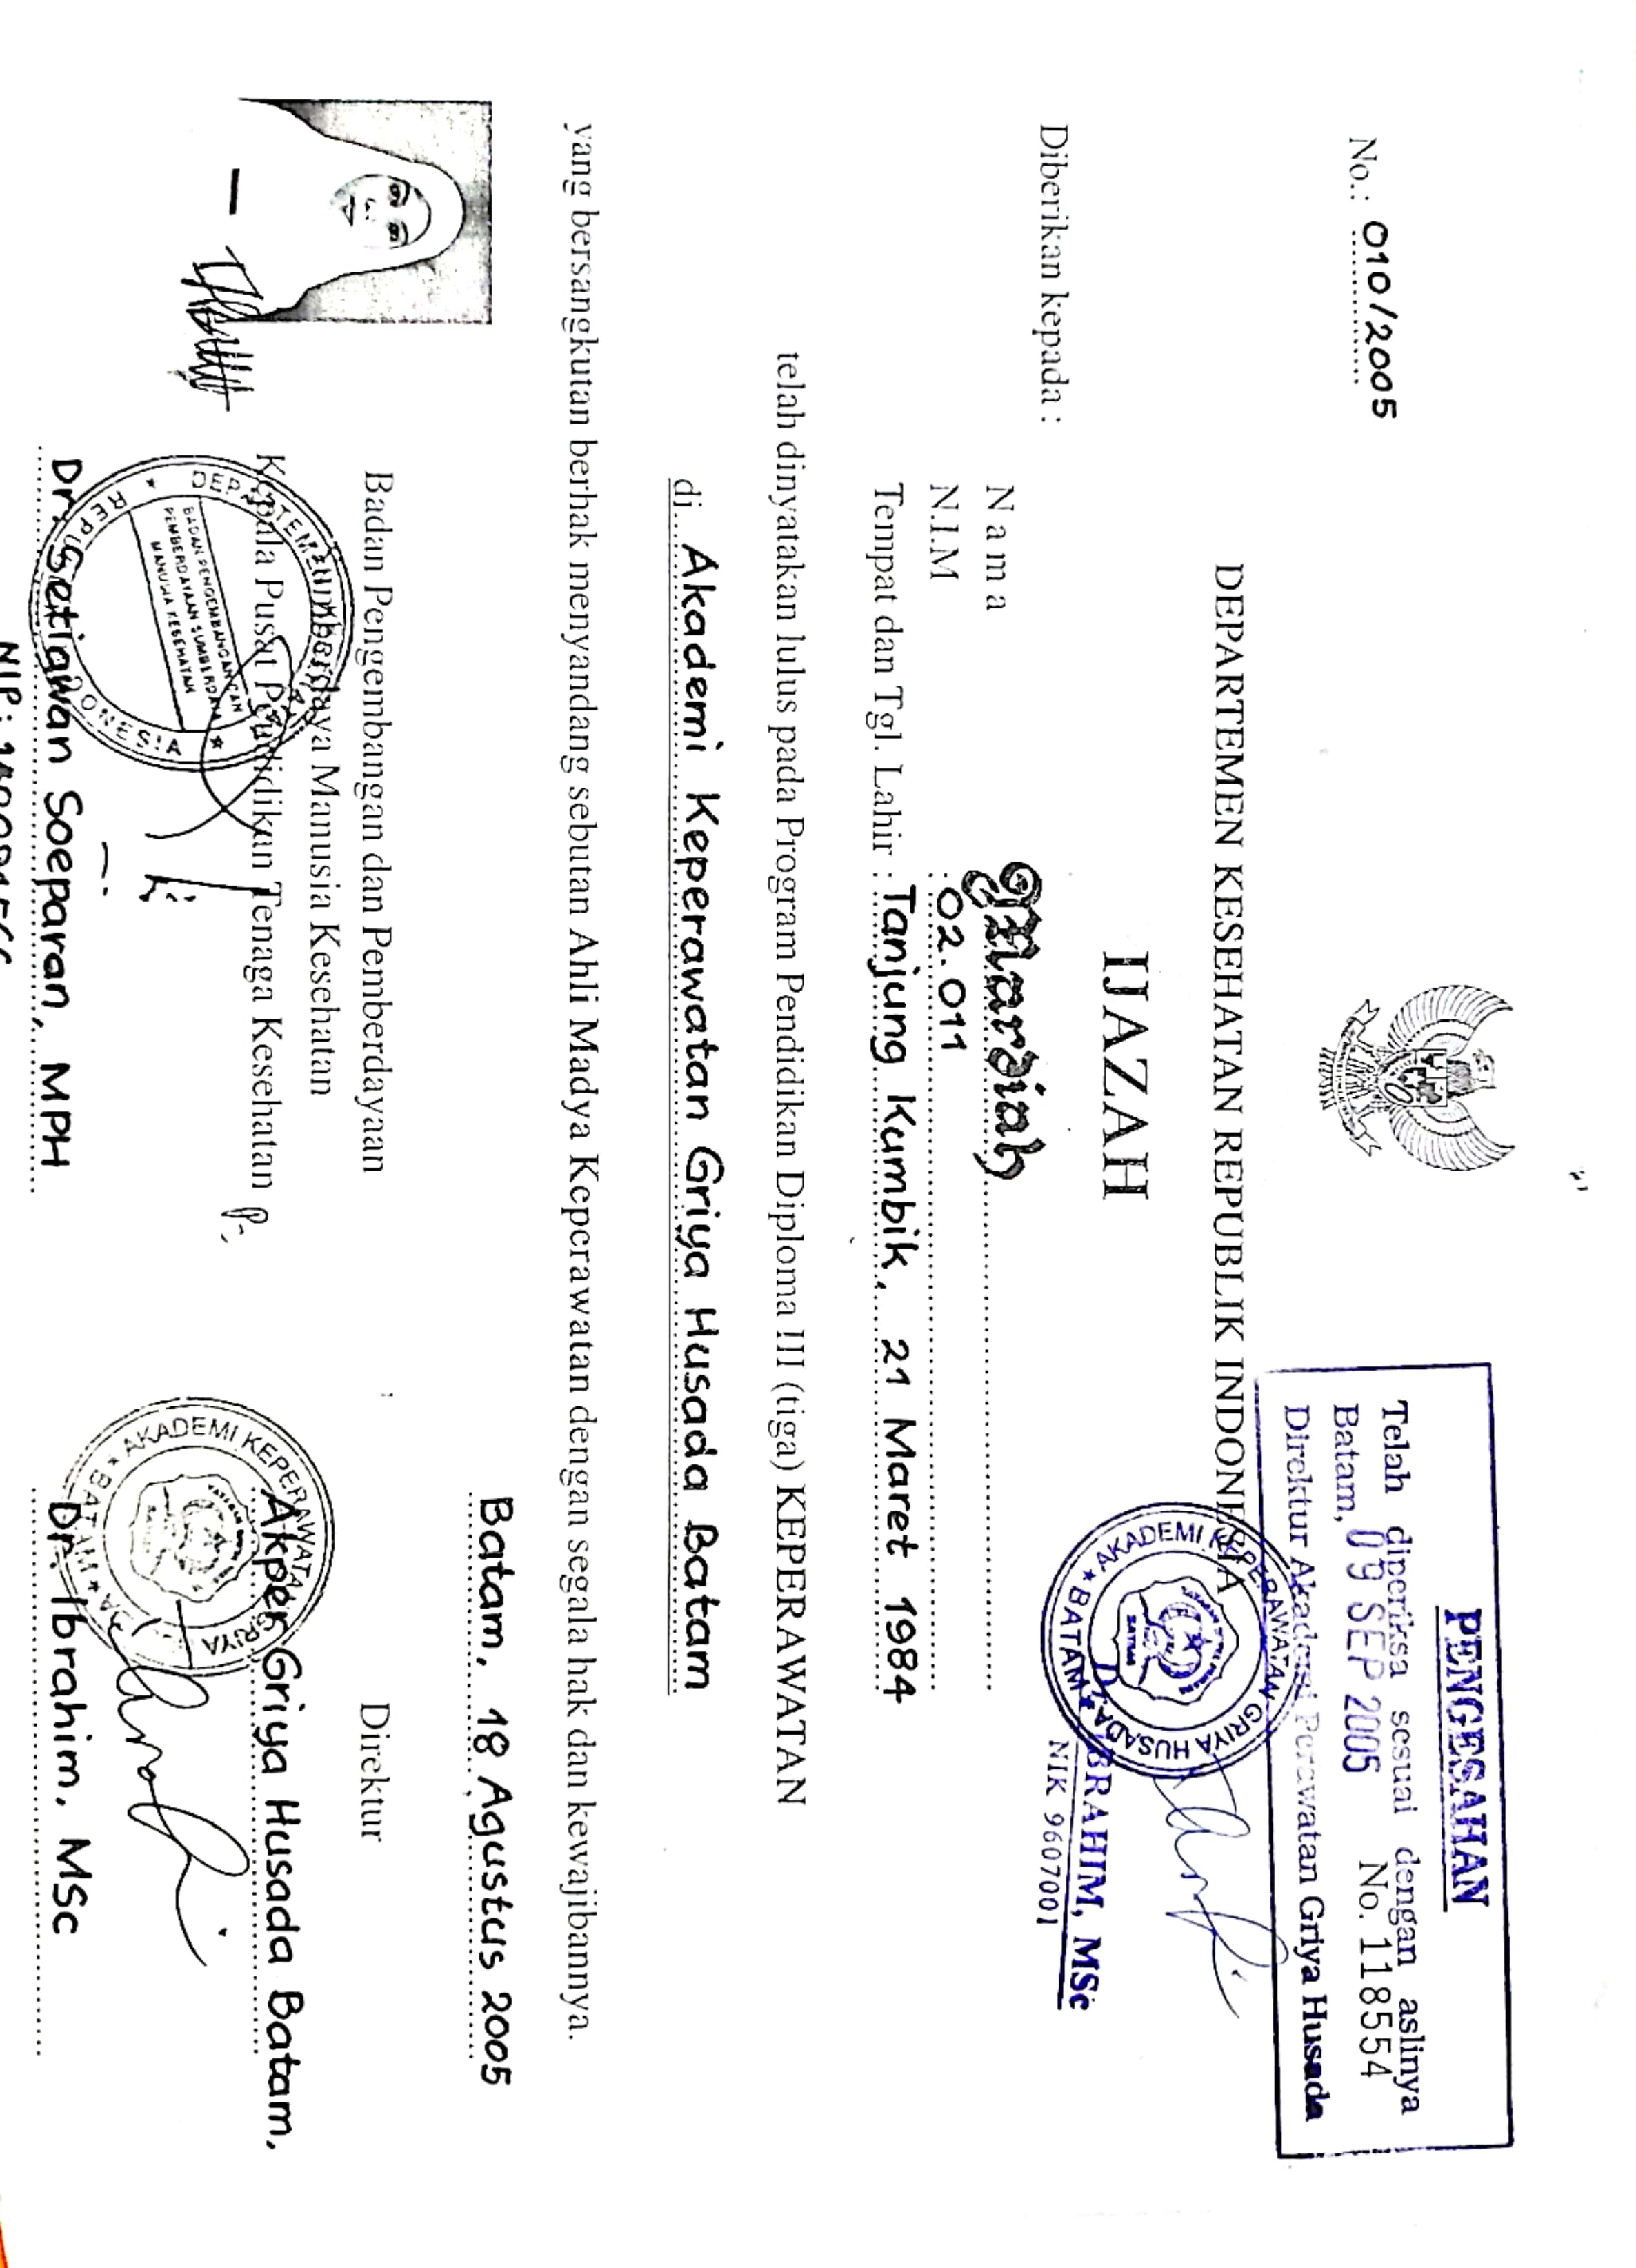 No.: 010/2005
PENGESAHAN
Telah diperiksa sesuai dengan aslinya
Batam, 09 SEP 2005 No. 118554
Direktur Akademi Perawatan Griya Husada
DEPARTEMEN KESEHATAN REPUBLIK INDONESIA
IJAZAH
AKADEMI KEPERAWATAN GRIYA HUSADA
★ BATAM ★
IBRAHIM, MSc
NIK 9607001
Diberikan kepada :
Nama
N.I.M : 02.011
Tempat dan Tgl. Lahir : Tanjung Kumbik, 21 Maret 1984
telah dinyatakan lulus pada Program Pendidikan Diploma III (tiga) KEPERAWATAN
di Akademi Keperawatan Griya Husada Batam
yang bersangkutan berhak menyandang sebutan Ahli Madya Keperawatan dengan segala hak dan kewajibannya.
Batam, 18 Agustus 2005
Badan Pengembangan dan Pemberdayaan
Sumberdaya Manusia Kesehatan
Kepala Pusat Pendidikan Tenaga Kesehatan
Direktur
Akper Griya Husada Batam,
DEPARTEMEN
REPUBLIK INDONESIA
BADAN PENGEMBANGAN DAN
PEMBERDAYAAN SUMBERDAYA
MANUSIA KESEHATAN
AKADEMI KEPERAWATAN GRIYA
BATAM
Dr. Setiawan Soeparan, MPH
Dr. Ibrahim, MSc
NIP: